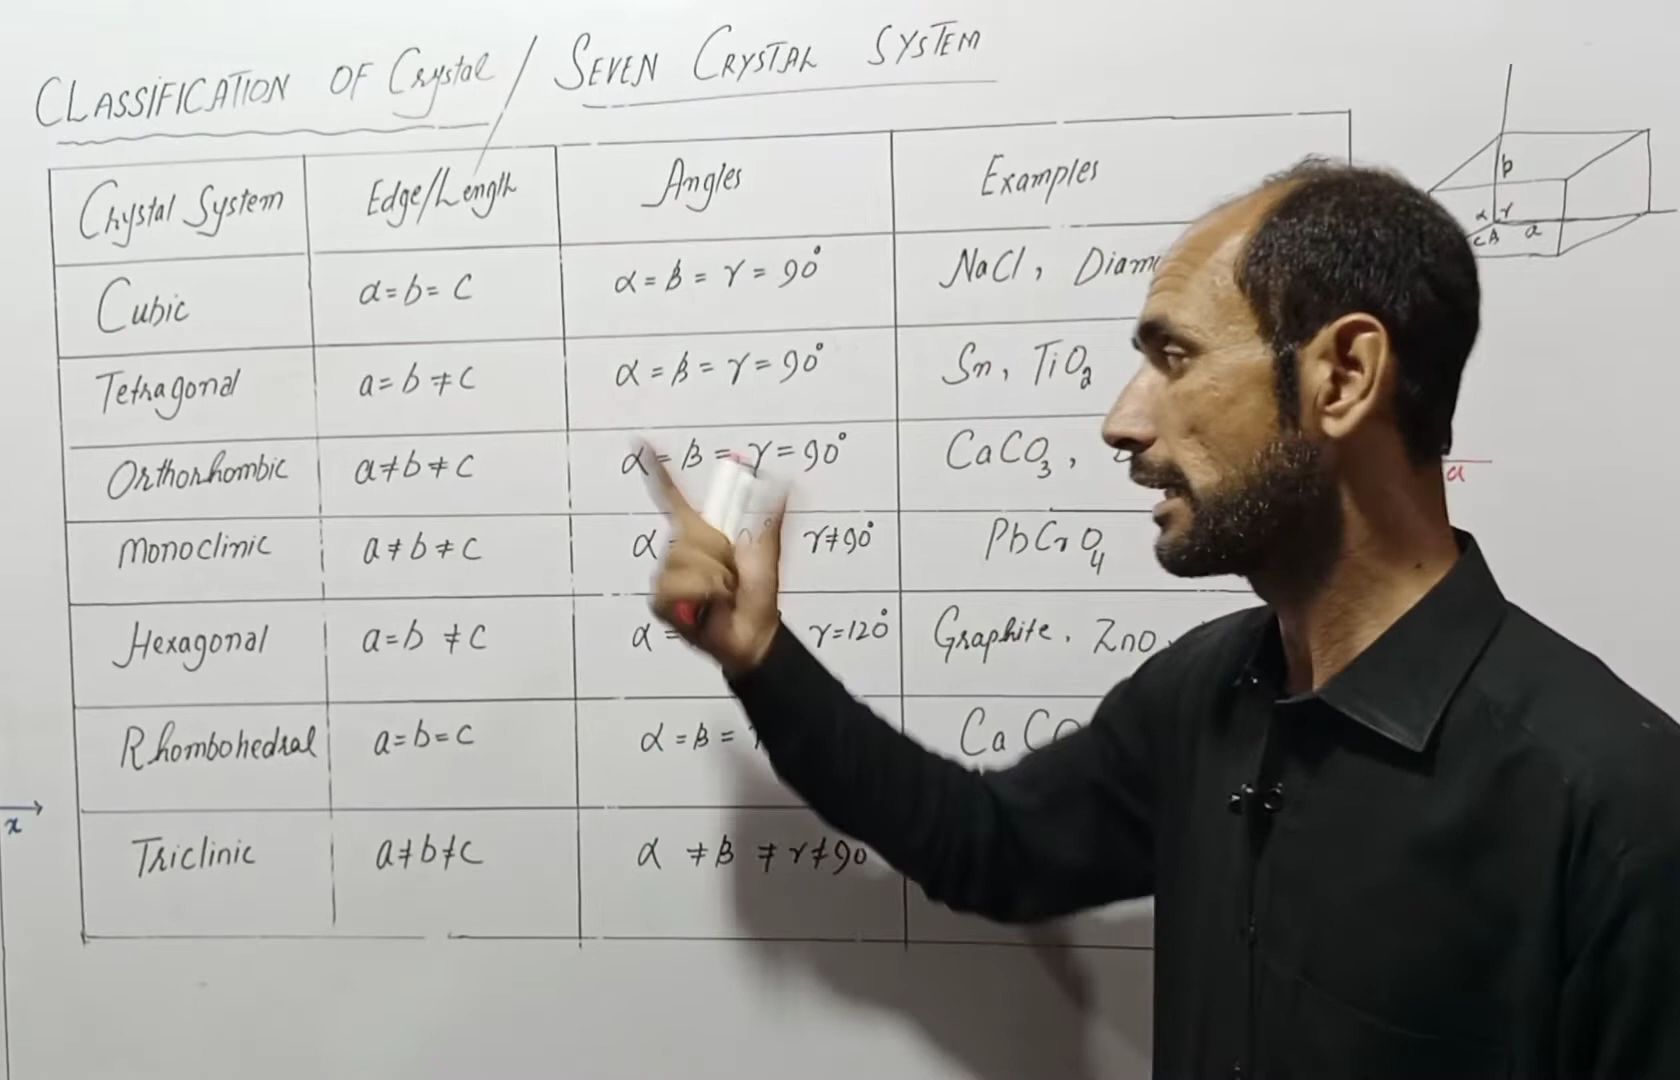 CLASSIFICATION OF Crystal / SEVEN CRYSTAL SYSTEM
Crystal System Edge/Length Angles Examples
Cubic a=b=c α=β=γ=90° NaCl,
Tetragonal a=b≠c α=β=γ=90° Sn, TiO₂
Orthorhombic a≠b≠c α=β=γ=90° CaCO₃,
Monoclinic a≠b≠c α γ≠90° PbCrO₄
Hexagonal a=b≠c α= γ=120° Graphite, ZnO
Rhombohedral a=b=c α=β= CaCO
Triclinic a≠b≠c α≠β≠γ≠90
b
α γ
c β a
a
x